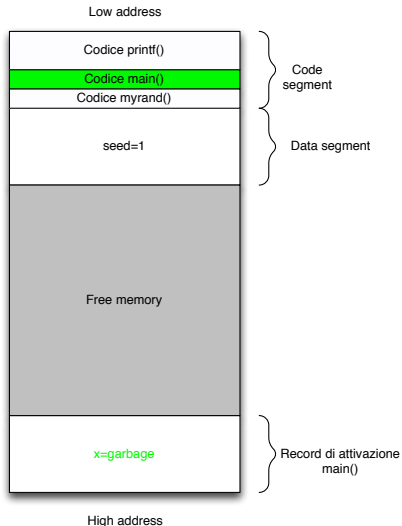 Low address
Codice printf()
Codice main()
Codice myrand()
Code
segment
seed=1
Data segment
Free memory
x=garbage
Record di attivazione
main()
High address